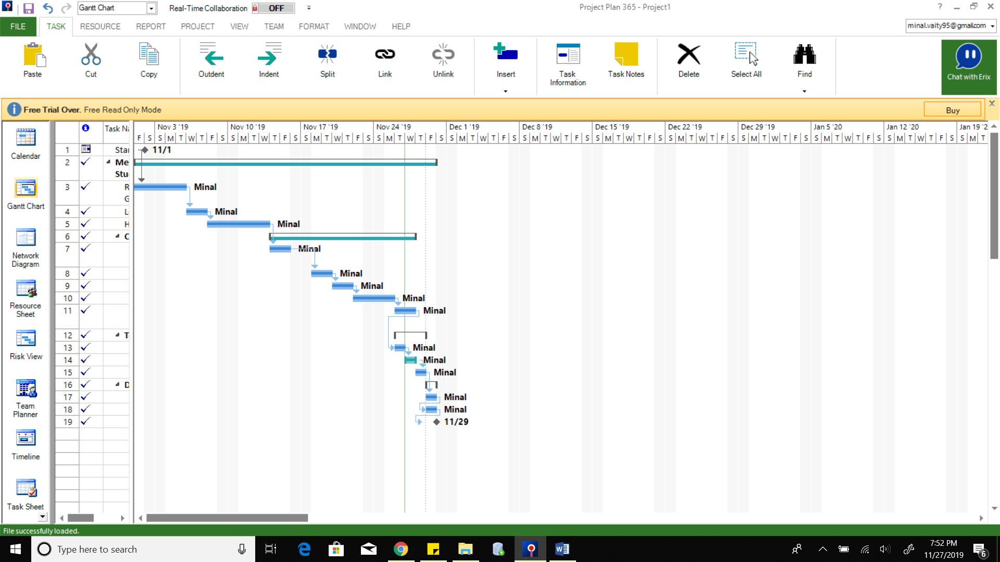 Gantt Chart
Real-Time Collaboration OFF
Project Plan 365 - Project1
FILE TASK RESOURCE REPORT PROJECT VIEW TEAM FORMAT WINDOW HELP
minal.vaity95@gmail.com
Paste Cut Copy Outdent Indent Split Link Unlink Insert Task Information Task Notes Delete Select All Find
Chat with Erix
Free Trial Over. Free Read Only Mode
Buy
Calendar
Gantt Chart
Network
Diagram
Resource
Sheet
Risk View
Team
Planner
Timeline
Task Sheet
Task Na
Nov 3 '19 Nov 10 '19 Nov 17 '19 Nov 24 '19 Dec 1 '19 Dec 8 '19 Dec 15 '19 Dec 22 '19 Dec 29 '19 Jan 5 '20 Jan 12 '20 Jan 19 '2
F S S M T W T F S S M T W T F S S M T W T F S S M T W T F S S M T W T F S S M T W T F S S M T W T F S S M T W T F S S M T W T F S S M T W T F S S M T W T F S S M T
1 Star 11/1
2 Me
Stu
3 R Minal
G
4 L Minal
5 H Minal
6 C
7 Minal
8 Minal
9 Minal
10 Minal
11 Minal
12 T
13 Minal
14 Minal
15 Minal
16 D
17 Minal
18 Minal
19 11/29
File successfully loaded.
Type here to search
7:52 PM
11/27/2019
6